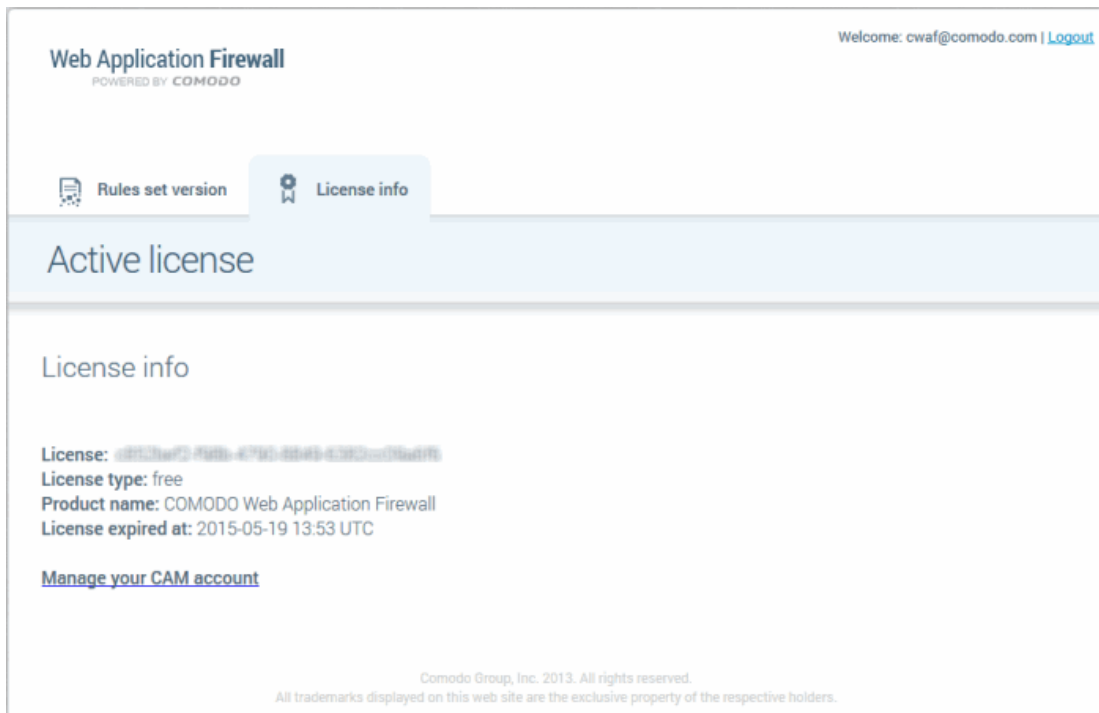 Welcome: cwaf@comodo.com | Logout
Web Application Firewall
POWERED BY COMODO
Rules set version
License info
Active license
License info
License:
License type: free
Product name: COMODO Web Application Firewall
License expired at: 2015-05-19 13:53 UTC
Manage your CAM account
Comodo Group, Inc. 2013. All rights reserved.
All trademarks displayed on this web site are the exclusive property of the respective holders.